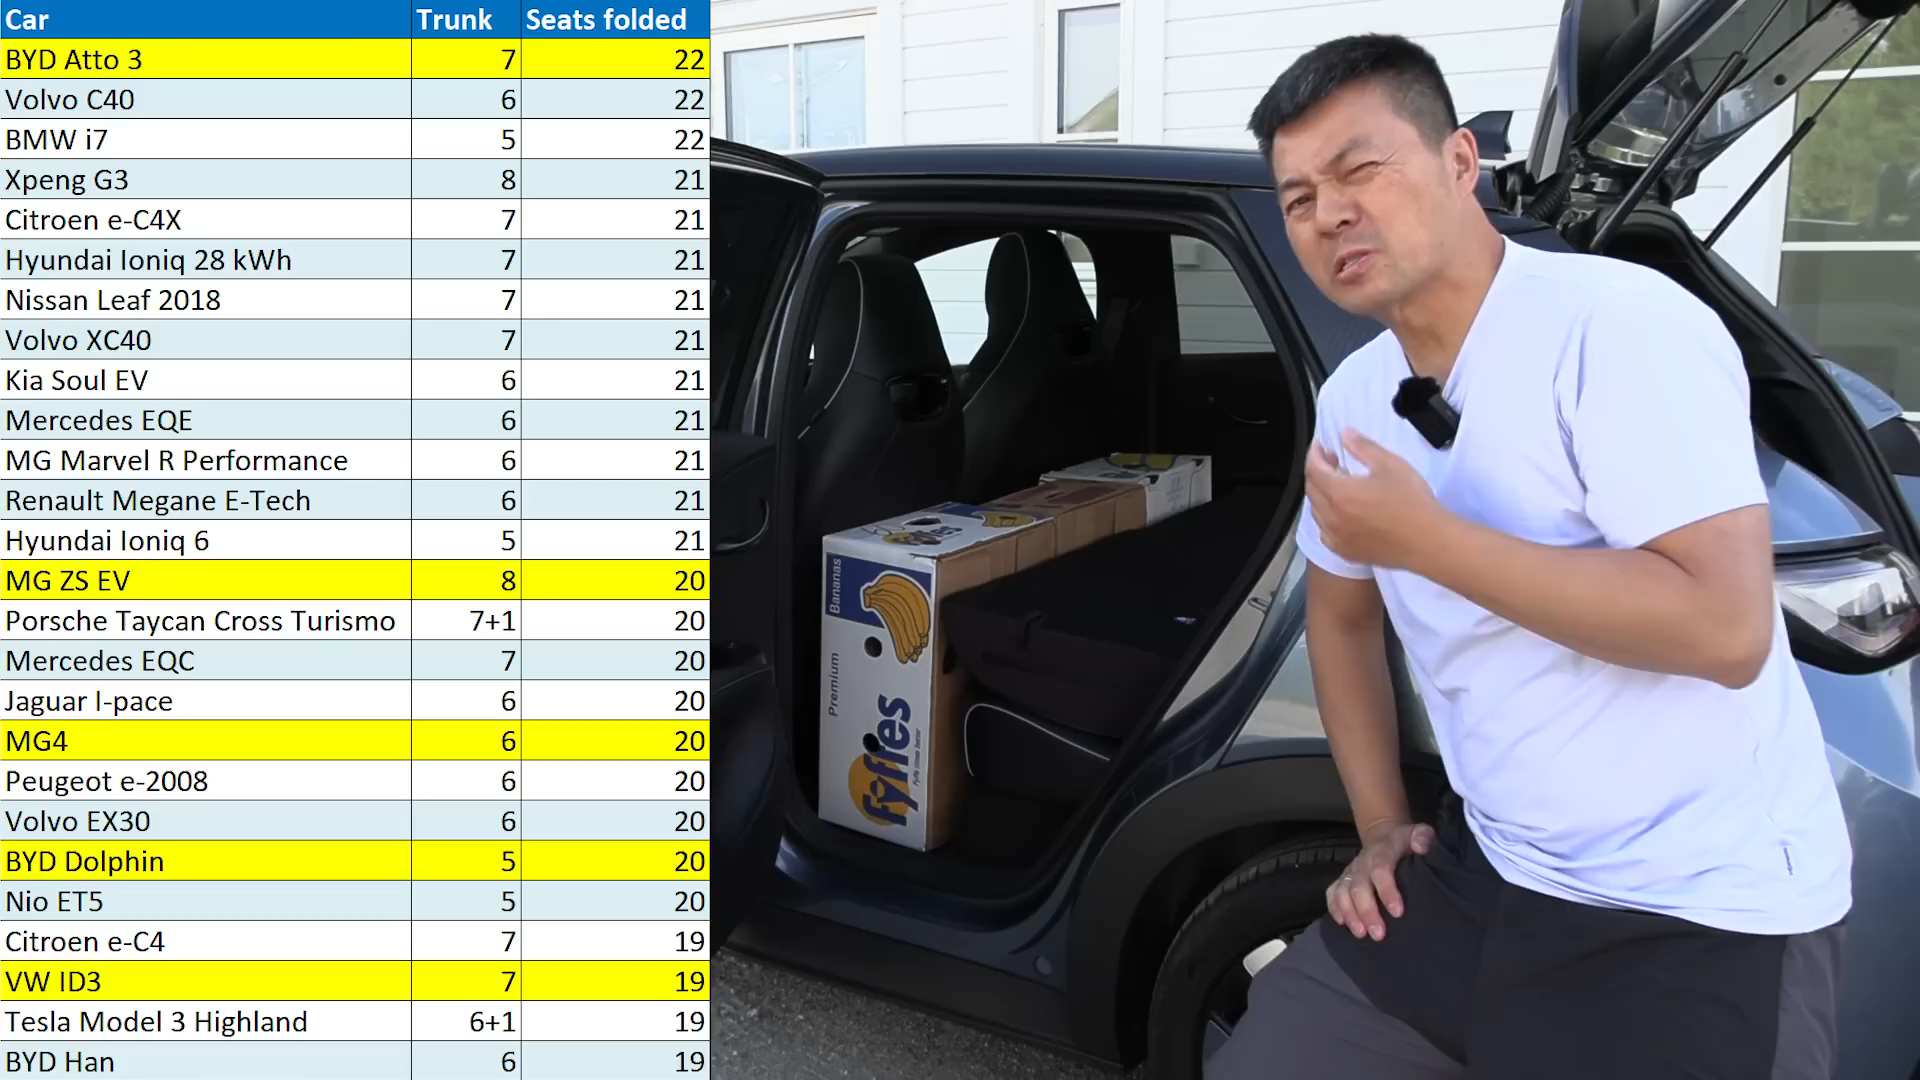 Car Trunk Seats folded
BYD Atto 3 7 22
Volvo C40 6 22
BMW i7 5 22
Xpeng G3 8 21
Citroen e-C4X 7 21
Hyundai Ioniq 28 kWh 7 21
Nissan Leaf 2018 7 21
Volvo XC40 7 21
Kia Soul EV 6 21
Mercedes EQE 6 21
MG Marvel R Performance 6 21
Renault Megane E-Tech 6 21
Hyundai Ioniq 6 5 21
MG ZS EV 8 20
Porsche Taycan Cross Turismo 7+1 20
Mercedes EQC 7 20
Jaguar I-pace 6 20
MG4 6 20
Peugeot e-2008 6 20
Volvo EX30 6 20
BYD Dolphin 5 20
Nio ET5 5 20
Citroen e-C4 7 19
VW ID3 7 19
Tesla Model 3 Highland 6+1 19
BYD Han 6 19
Bananas
Premium
Fyffes